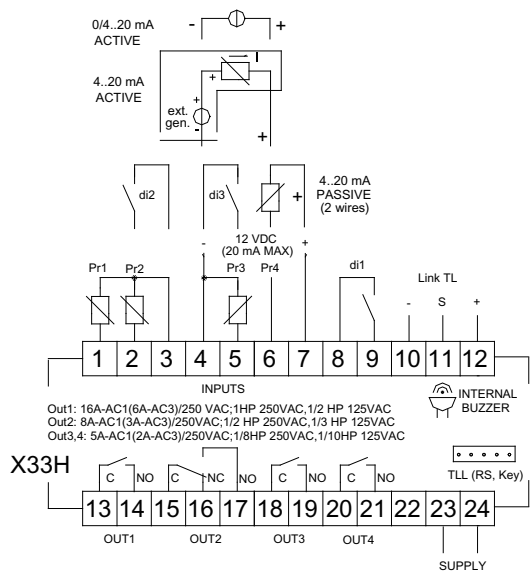 0/4..20 mA - +
ACTIVE
I
4..20 mA +
ACTIVE
+
ext.
gen.
- +
di2 di3 + 4..20 mA
PASSIVE
(2 wires)
- 12 VDC +
(20 mA MAX)
Pr1 Pr2 Pr3 Pr4 di1 Link TL
- S +
1 2 3 4 5 6 7 8 9 10 11 12
INPUTS
INTERNAL
BUZZER
Out1: 16A-AC1(6A-AC3)/250 VAC;1HP 250VAC,1/2 HP 125VAC
Out2: 8A-AC1(3A-AC3)/250VAC;1/2 HP 250VAC,1/3 HP 125VAC
Out3,4: 5A-AC1(2A-AC3)/250VAC;1/8HP 250VAC,1/10HP 125VAC
X33H
TLL (RS, Key)
C NO C NC NO C NO C NO
13 14 15 16 17 18 19 20 21 22 23 24
OUT1 OUT2 OUT3 OUT4
SUPPLY